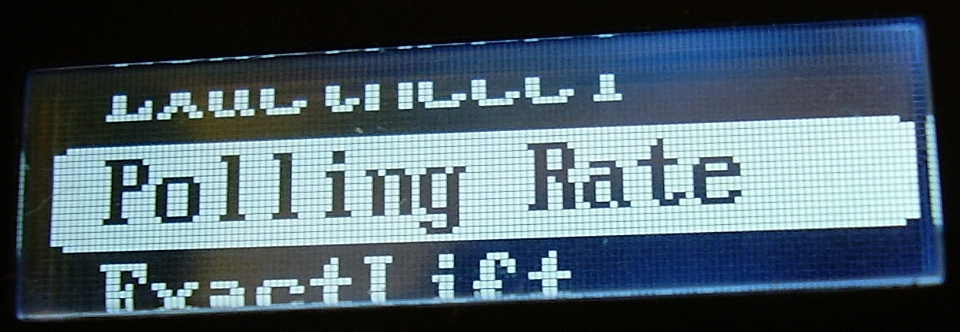 Polling Rate
ExactLift